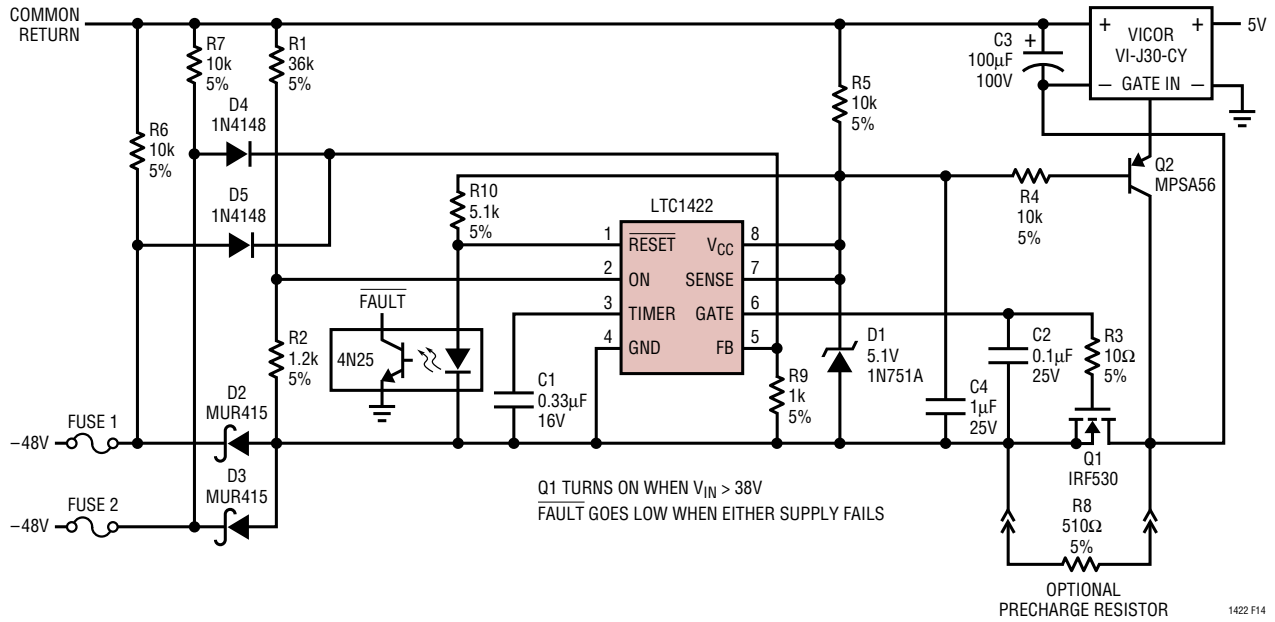 COMMON
RETURN
R7
10k
5%
R1
36k
5%
D4
1N4148
R6
10k
5%
D5
1N4148
R10
5.1k
5%
LTC1422
1
RESET
2
ON
3
TIMER
4
GND
VCC
8
SENSE
7
GATE
6
FB
5
R5
10k
5%
C3
+
100µF
100V
+
+
VICOR
VI-J30-CY
– GATE IN –
5V
Q2
MPSA56
R4
10k
5%
FAULT
4N25
R2
1.2k
5%
C1
0.33µF
16V
R9
1k
5%
D1
5.1V
1N751A
C4
1µF
25V
C2
0.1µF
25V
R3
10Ω
5%
Q1
IRF530
–48V
FUSE 1
D2
MUR415
–48V
FUSE 2
D3
MUR415
Q1 TURNS ON WHEN VIN > 38V
FAULT GOES LOW WHEN EITHER SUPPLY FAILS
R8
510Ω
5%
OPTIONAL
PRECHARGE RESISTOR
1422 F14